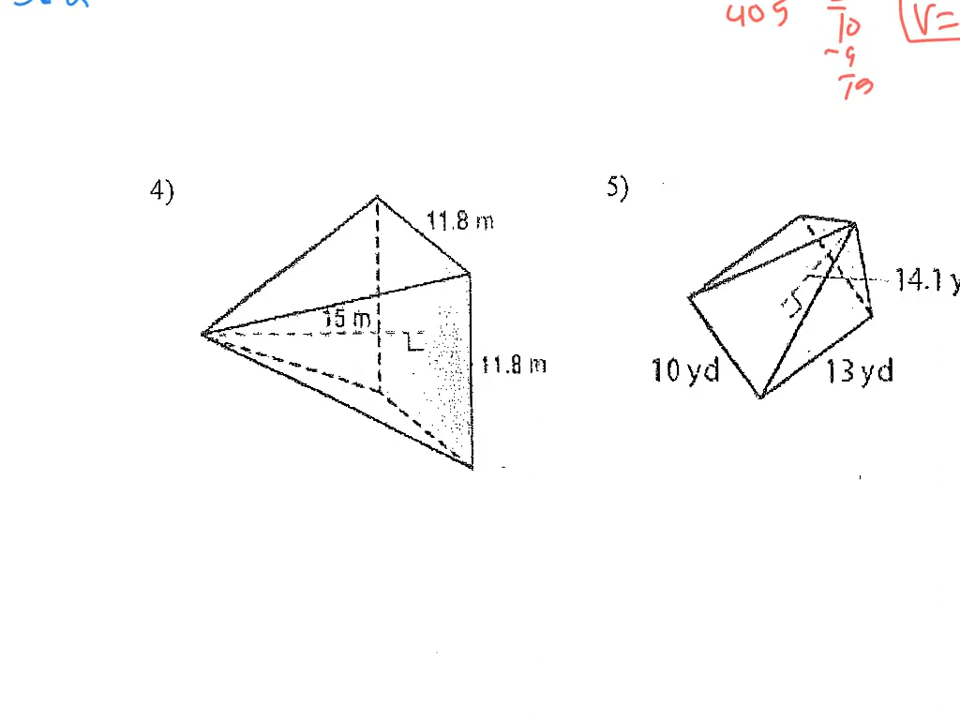 405
10
V=
-9
10
4)
5)
11.8 m
15 m
14.1 y
11.8 m
10 yd
13 yd